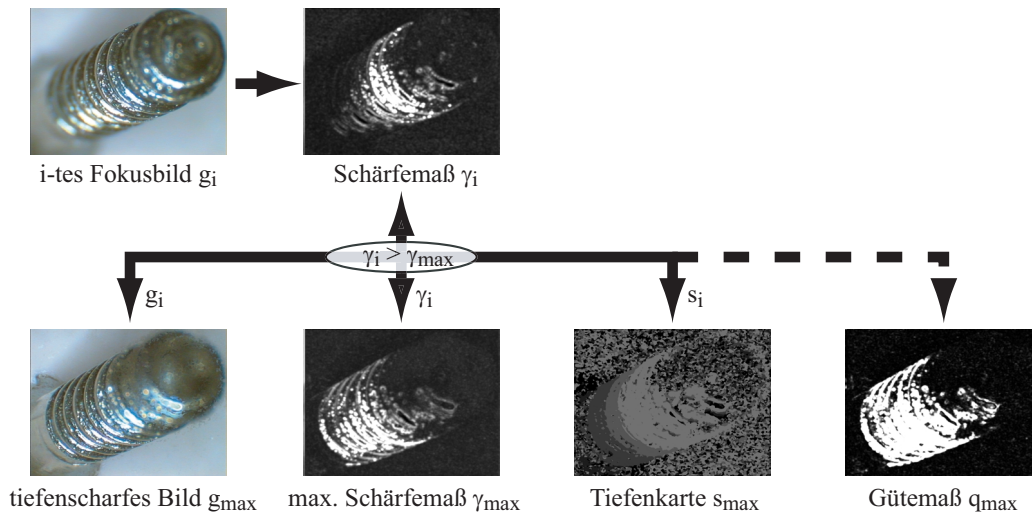 i-tes Fokusbild gi
Schärfemaß γi
γi > γmax
gi
γi
si
tiefenscharfes Bild gmax
max. Schärfemaß γmax
Tiefenkarte smax
Gütemaß qmax